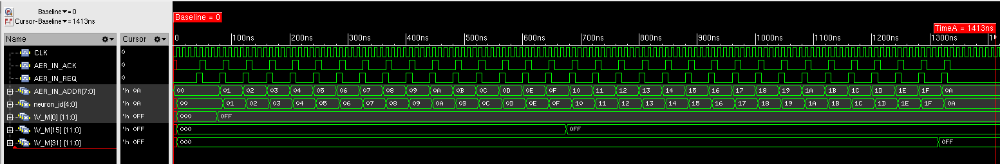 Baseline▾= 0
Cursor-Baseline▾= 1413ns
Baseline = 0
TimeA = 1413ns
Name Cursor 0 100ns 200ns 300ns 400ns 500ns 600ns 700ns 800ns 900ns 1000ns 1100ns 1200ns 1300ns
CLK 0
AER_IN_ACK 0
AER_IN_REQ 0
AER_IN_ADDR[7:0] 'h 0A 00 01 02 03 04 05 06 07 08 09 0A 0B 0C 0D 0E 0F 10 11 12 13 14 15 16 17 18 19 1A 1B 1C 1D 1E 1F 0A
neuron_id[4:0] 'h 0A 00 01 02 03 04 05 06 07 08 09 0A 0B 0C 0D 0E 0F 10 11 12 13 14 15 16 17 18 19 1A 1B 1C 1D 1E 1F 0A
\V_M[0] [11:0] 'h 0FF 000 0FF
\V_M[15] [11:0] 'h 0FF 000 0FF
\V_M[31] [11:0] 'h 0FF 000 0FF